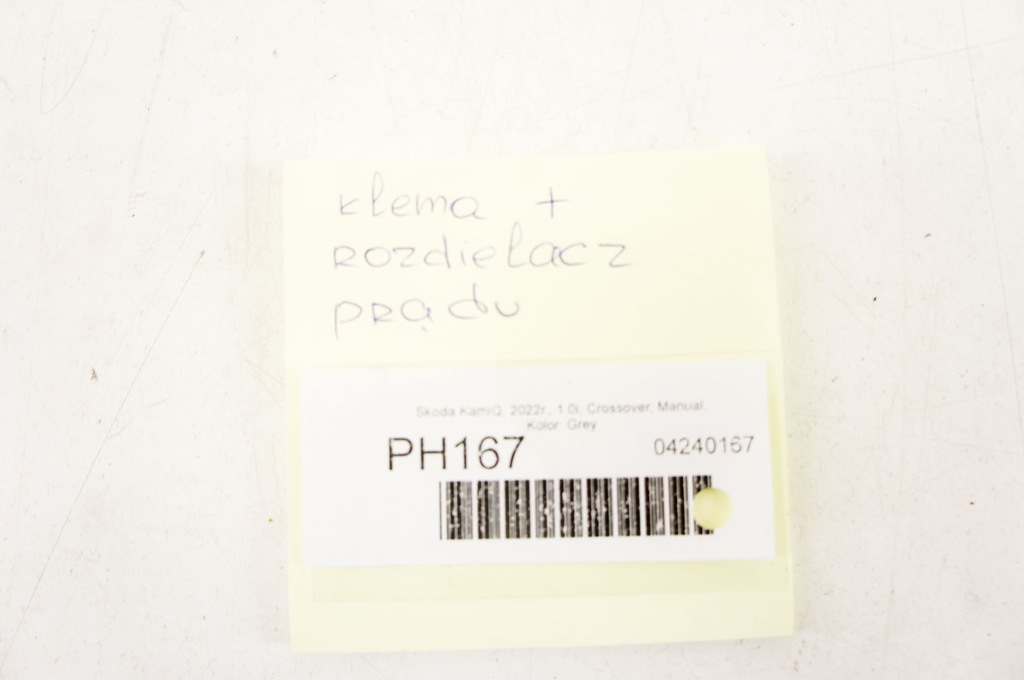 klema +
rozdielacz
prądu
Skoda KamiQ, 2022r., 1.0i, Crossover, Manual,
Kolor: Grey
PH167 04240167